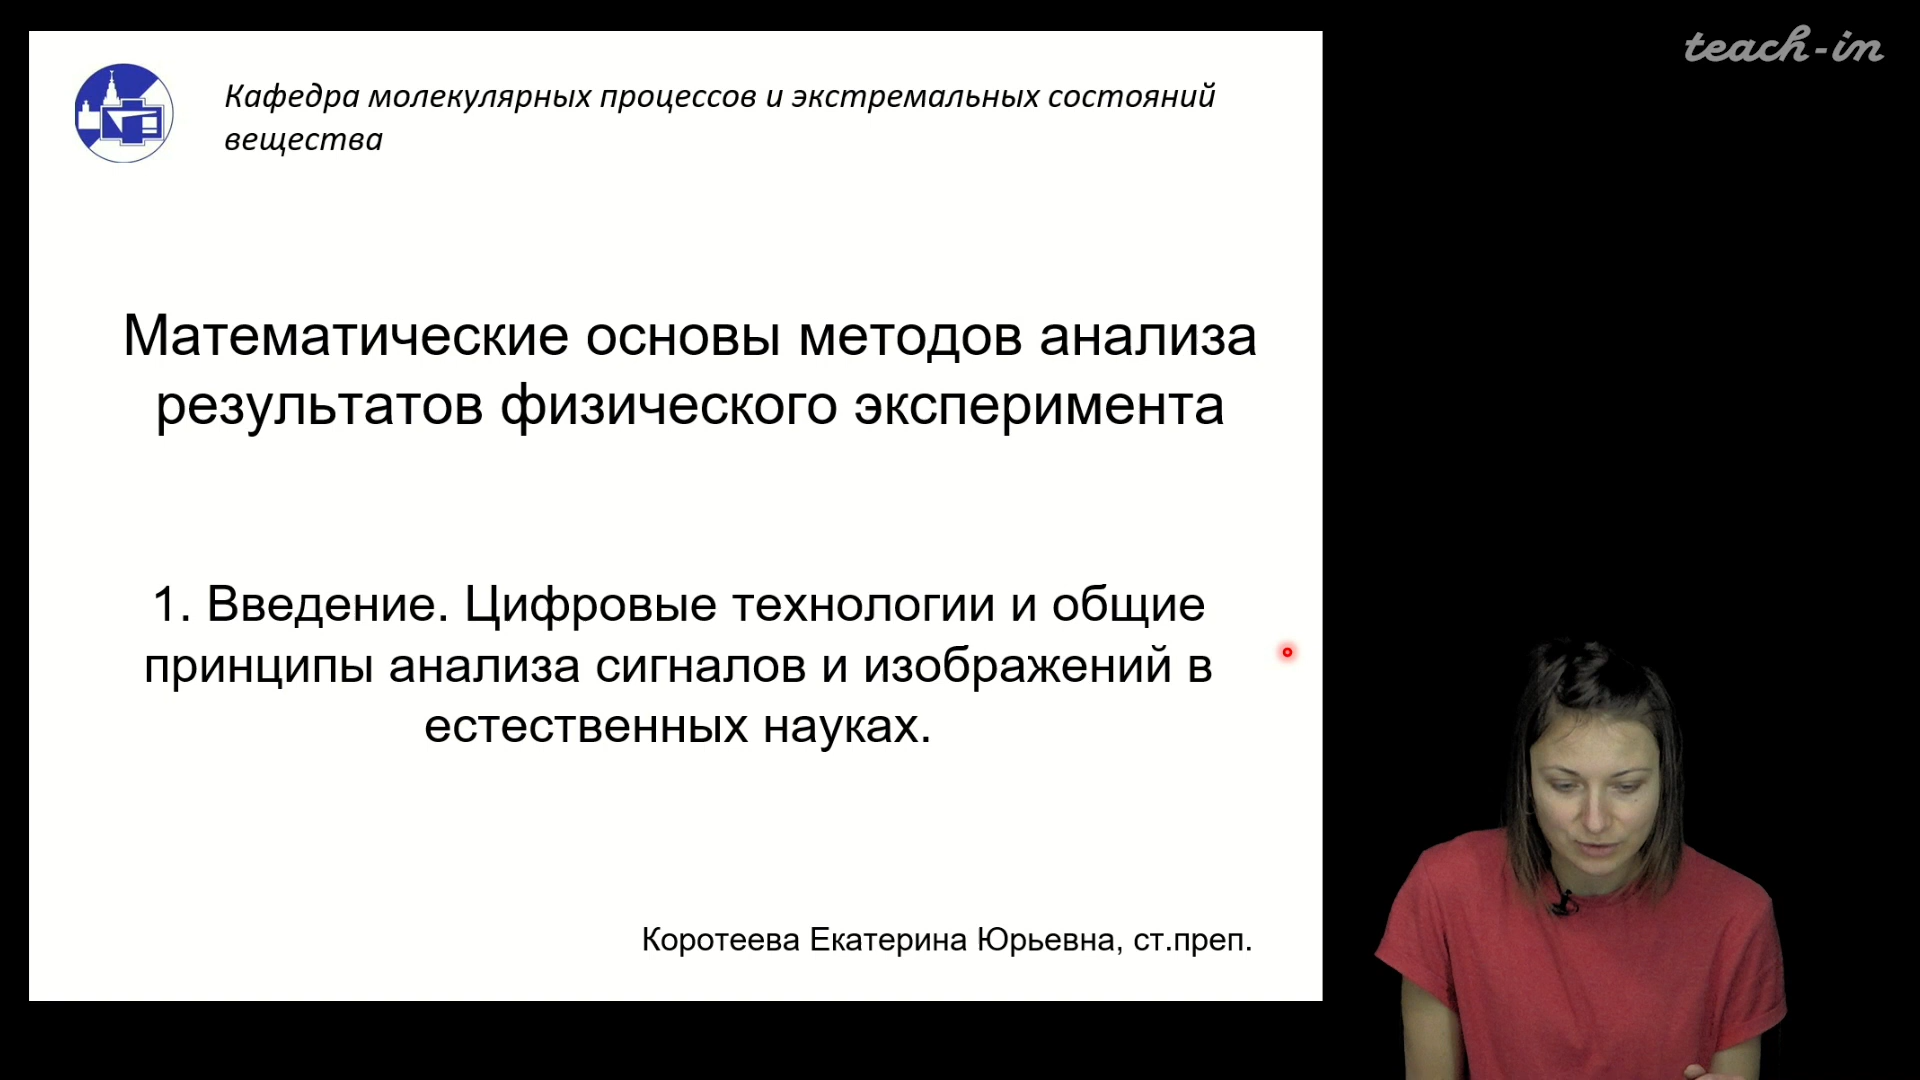 teach-in
Кафедра молекулярных процессов и экстремальных состояний
вещества
Математические основы методов анализа
результатов физического эксперимента
1. Введение. Цифровые технологии и общие
принципы анализа сигналов и изображений в
естественных науках.
Коротеева Екатерина Юрьевна, ст.преп.